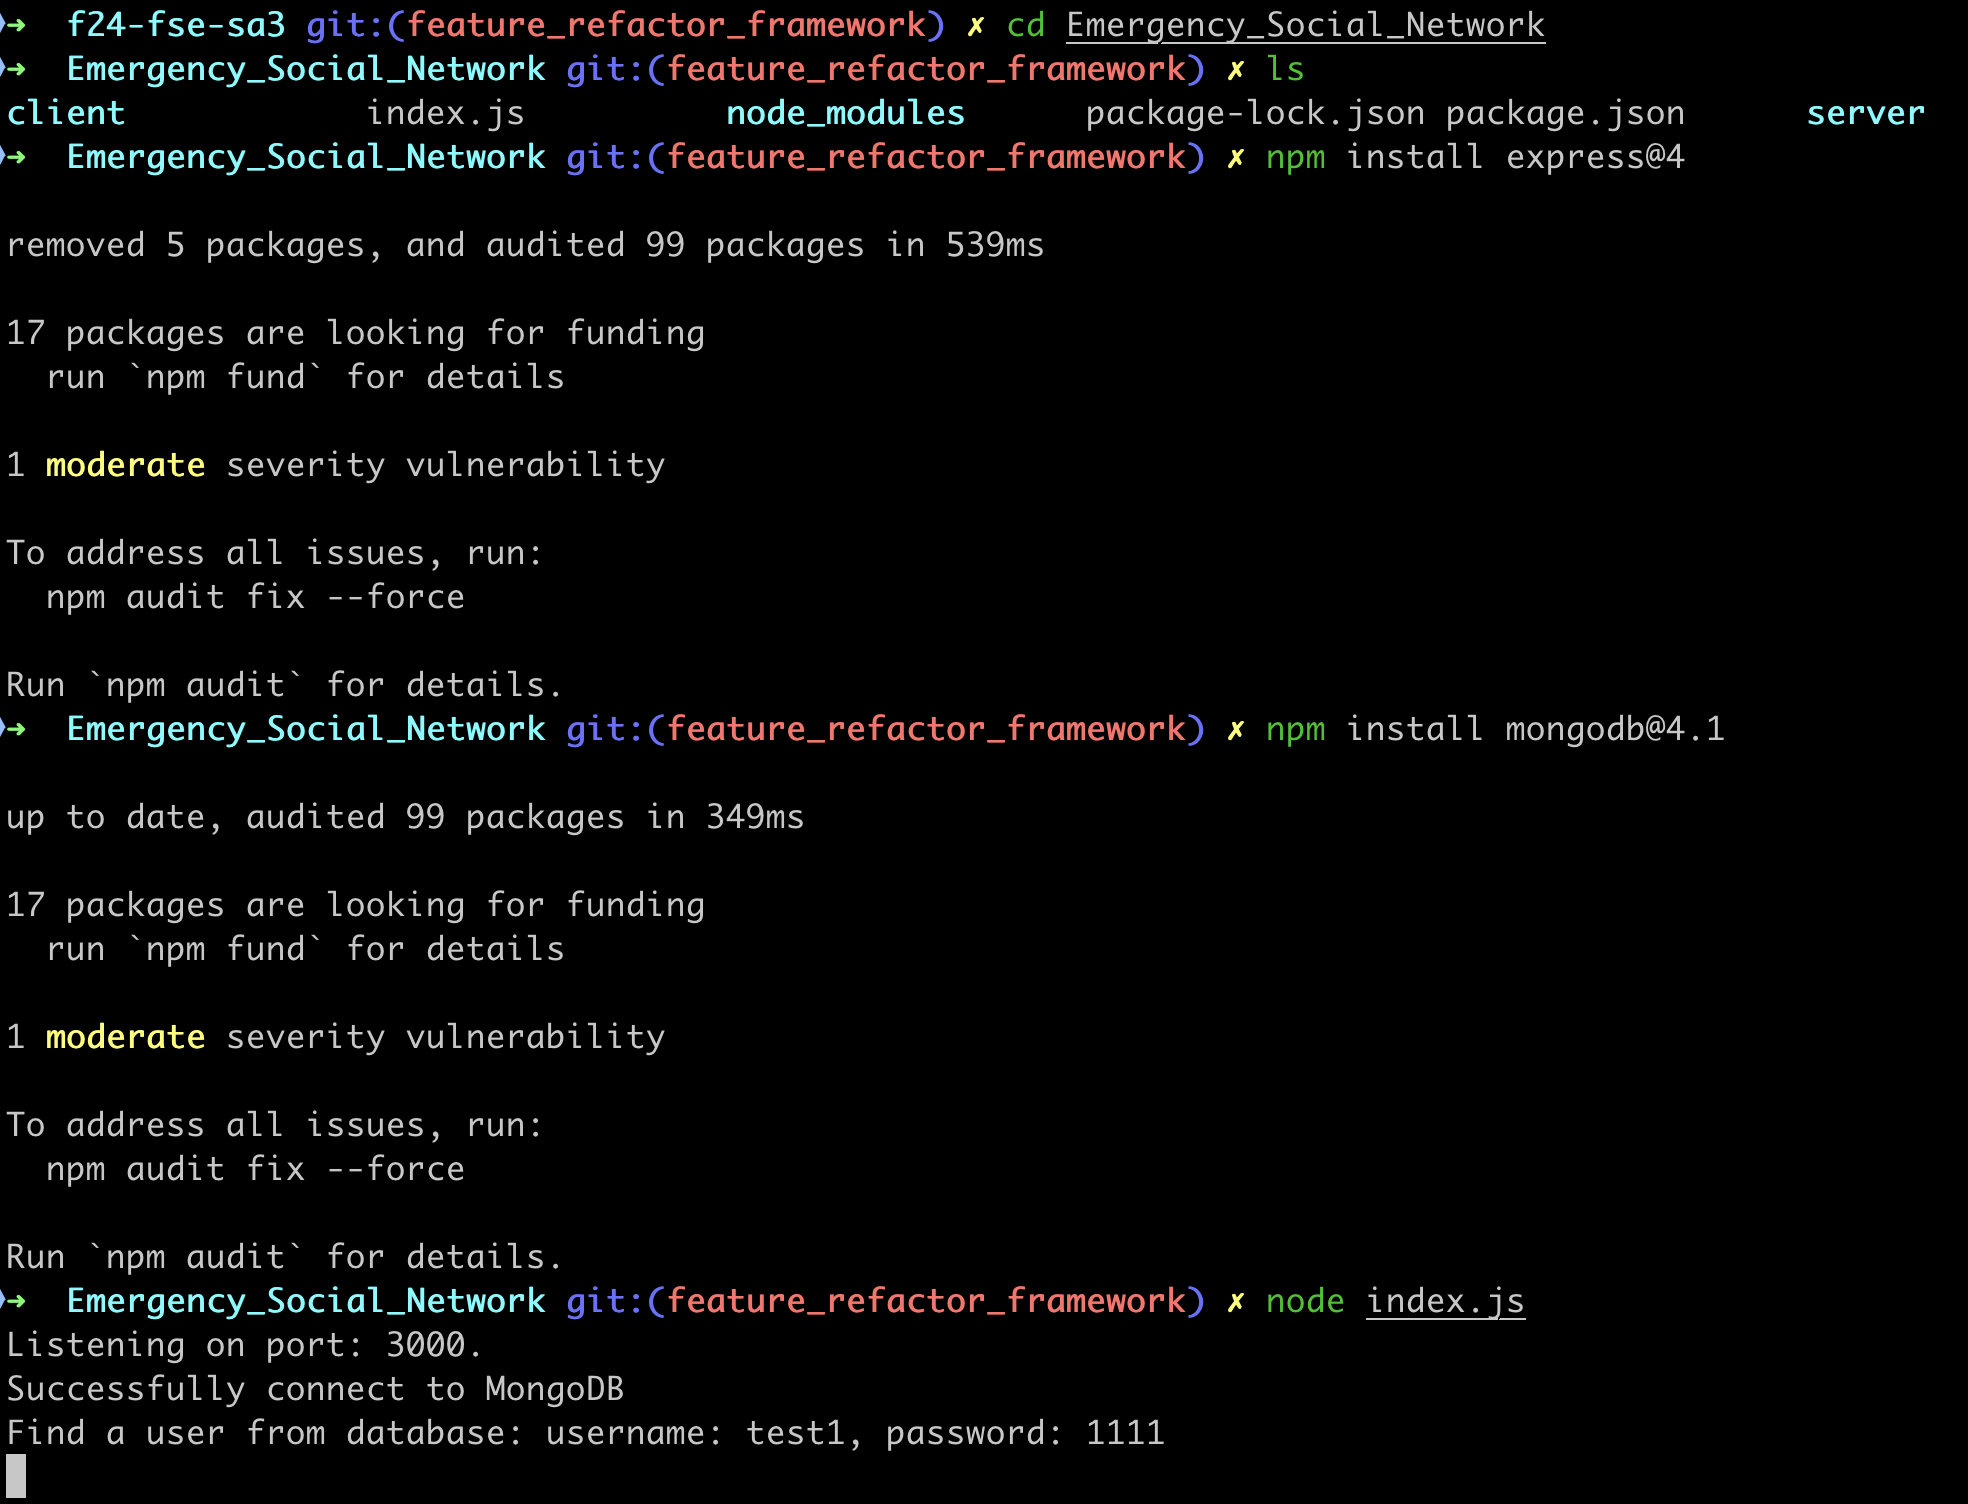 ➜  f24-fse-sa3 git:(feature_refactor_framework) ✗ cd Emergency_Social_Network
➜  Emergency_Social_Network git:(feature_refactor_framework) ✗ ls
client            index.js          node_modules      package-lock.json package.json      server
➜  Emergency_Social_Network git:(feature_refactor_framework) ✗ npm install express@4
removed 5 packages, and audited 99 packages in 539ms
17 packages are looking for funding
  run `npm fund` for details
1 moderate severity vulnerability
To address all issues, run:
  npm audit fix --force
Run `npm audit` for details.
➜  Emergency_Social_Network git:(feature_refactor_framework) ✗ npm install mongodb@4.1
up to date, audited 99 packages in 349ms
17 packages are looking for funding
  run `npm fund` for details
1 moderate severity vulnerability
To address all issues, run:
  npm audit fix --force
Run `npm audit` for details.
➜  Emergency_Social_Network git:(feature_refactor_framework) ✗ node index.js
Listening on port: 3000.
Successfully connect to MongoDB
Find a user from database: username: test1, password: 1111